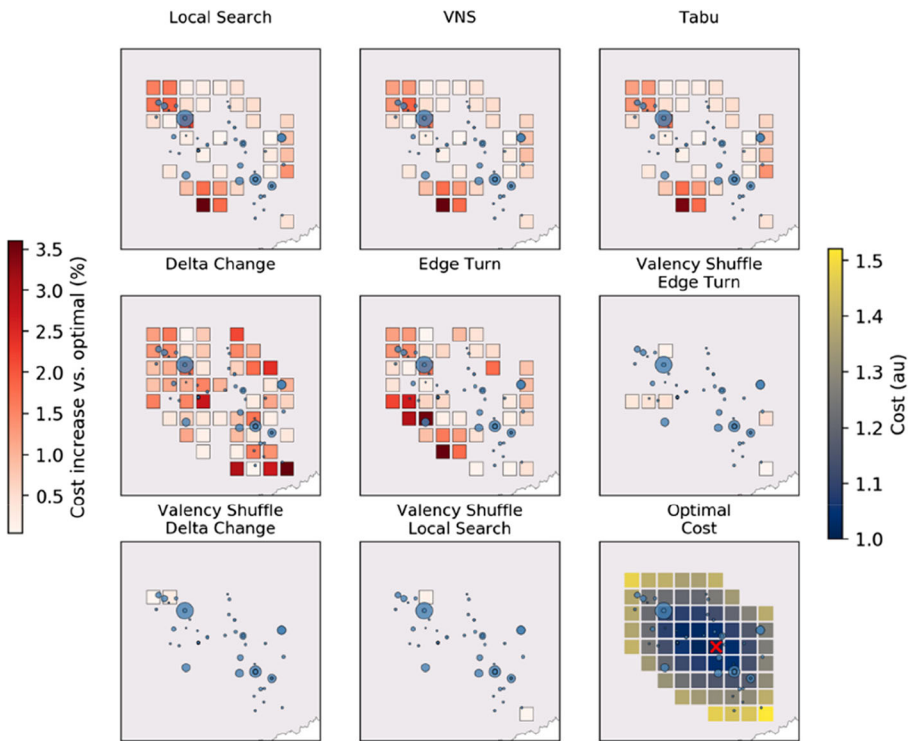 Local Search
VNS
Tabu
Delta Change
Edge Turn
Valency Shuffle
Edge Turn
Valency Shuffle
Delta Change
Valency Shuffle
Local Search
Optimal
Cost
Cost increase vs. optimal (%)
3.5
3.0
2.5
2.0
1.5
1.0
0.5
Cost (au)
1.5
1.4
1.3
1.2
1.1
1.0